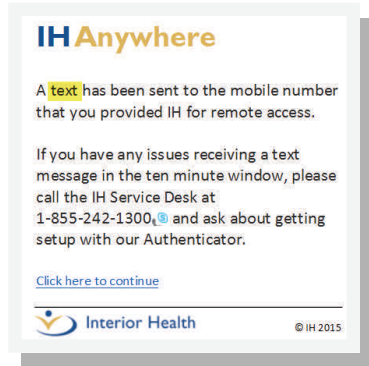 IH Anywhere
A text has been sent to the mobile number
that you provided IH for remote access.
If you have any issues receiving a text
message in the ten minute window, please
call the IH Service Desk at
1-855-242-1300 and ask about getting
setup with our Authenticator.
Click here to continue
Interior Health
© IH 2015